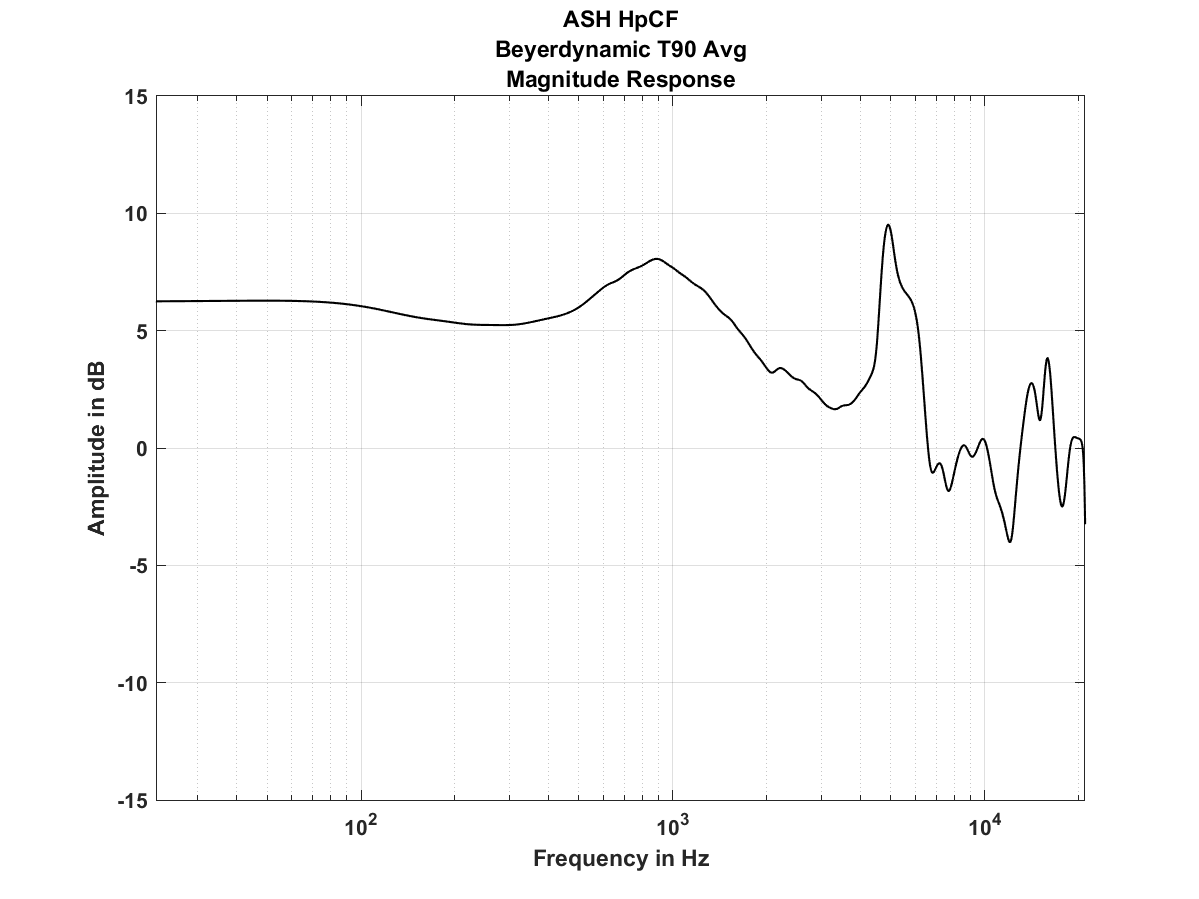 ASH HpCF
Beyerdynamic T90 Avg
Magnitude Response
15
10
5
0
-5
-10
-15
Amplitude in dB
10²
10³
10⁴
Frequency in Hz